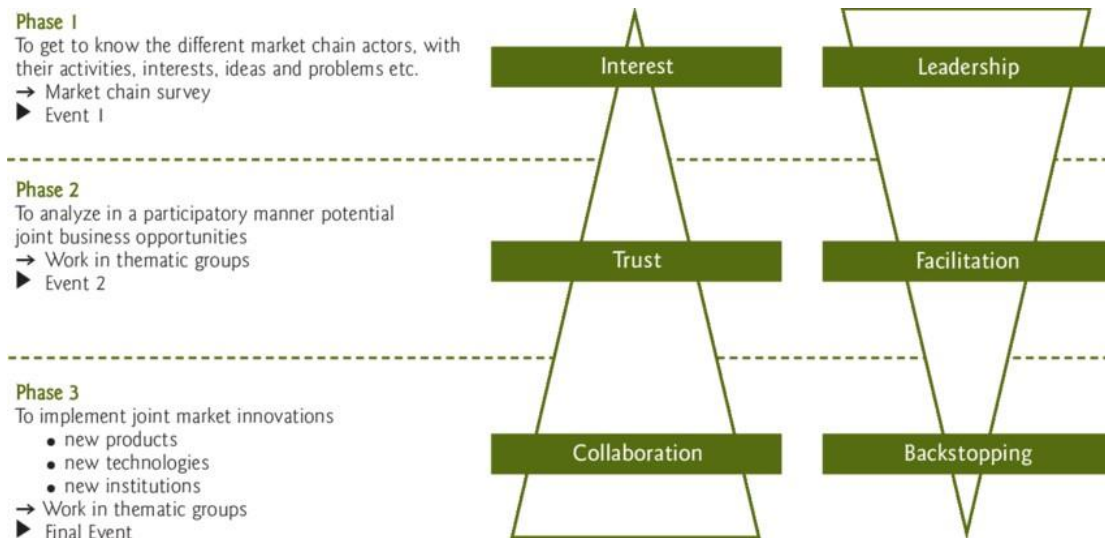 Phase 1
To get to know the different market chain actors, with
their activities, interests, ideas and problems etc.
→ Market chain survey
▶ Event 1
Interest
Leadership
Phase 2
To analyze in a participatory manner potential
joint business opportunities
→ Work in thematic groups
▶ Event 2
Trust
Facilitation
Phase 3
To implement joint market innovations
• new products
• new technologies
• new institutions
→ Work in thematic groups
▶ Final Event
Collaboration
Backstopping